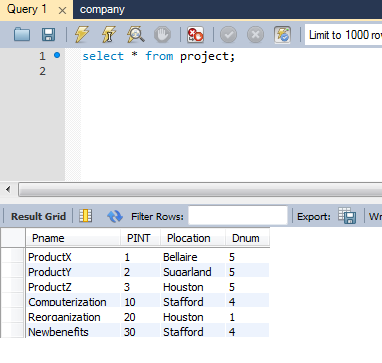 Query 1 × company
Limit to 1000 row
1 select * from project;
2
Result Grid Filter Rows: Export: Wr
Pname PINT Plocation Dnum
ProductX 1 Bellaire 5
ProductY 2 Sugarland 5
ProductZ 3 Houston 5
Computerization 10 Stafford 4
Reorganization 20 Houston 1
Newbenefits 30 Stafford 4